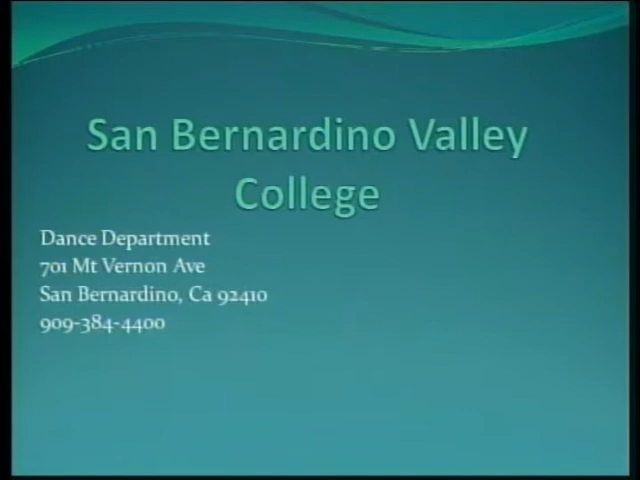 San Bernardino Valley
College
Dance Department
701 Mt Vernon Ave
San Bernardino, Ca 92410
909-384-4400